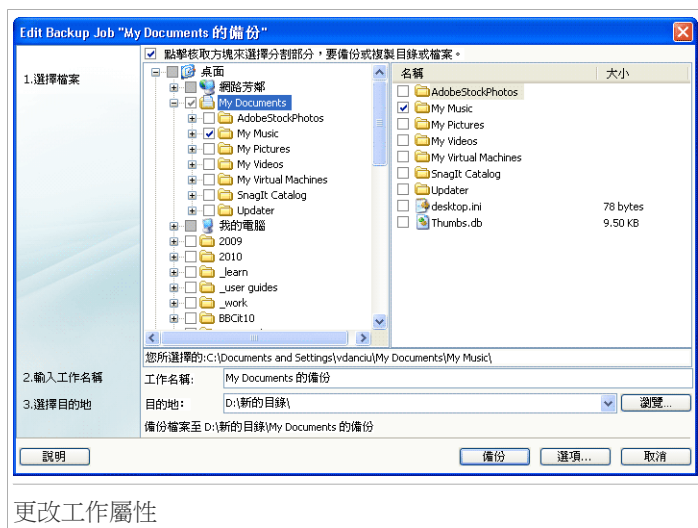 Edit Backup Job "My Documents 的備份"
點擊核取方塊來選擇分割部分，要備份或複製目錄或檔案。
1.選擇檔案
桌面
網路芳鄰
My Documents
AdobeStockPhotos
My Music
My Pictures
My Videos
My Virtual Machines
SnagIt Catalog
Updater
我的電腦
2009
2010
_learn
_user guides
_work
BBCit10
名稱 大小
AdobeStockPhotos
My Music
My Pictures
My Videos
My Virtual Machines
SnagIt Catalog
Updater
desktop.ini 78 bytes
Thumbs.db 9.50 KB
您所選擇的:C:\Documents and Settings\vdanciu\My Documents\My Music\
2.輸入工作名稱 工作名稱: My Documents 的備份
3.選擇目的地 目的地: D:\新的目錄\ 瀏覽...
備份檔案至 D:\新的目錄\My Documents 的備份
說明 備份 選項... 取消
更改工作屬性